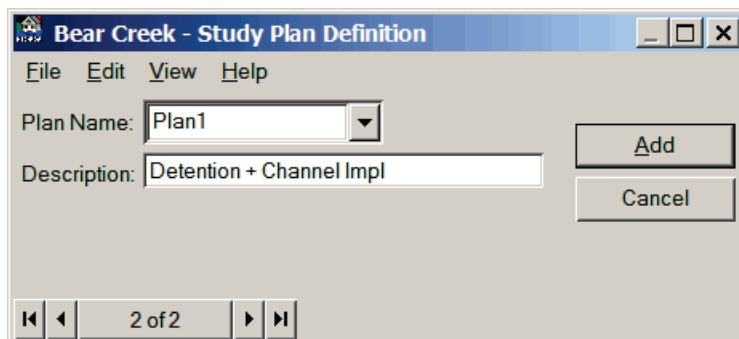 Bear Creek - Study Plan Definition
File Edit View Help
Plan Name: Plan1
Add
Description: Detention + Channel Impl
Cancel
2 of 2